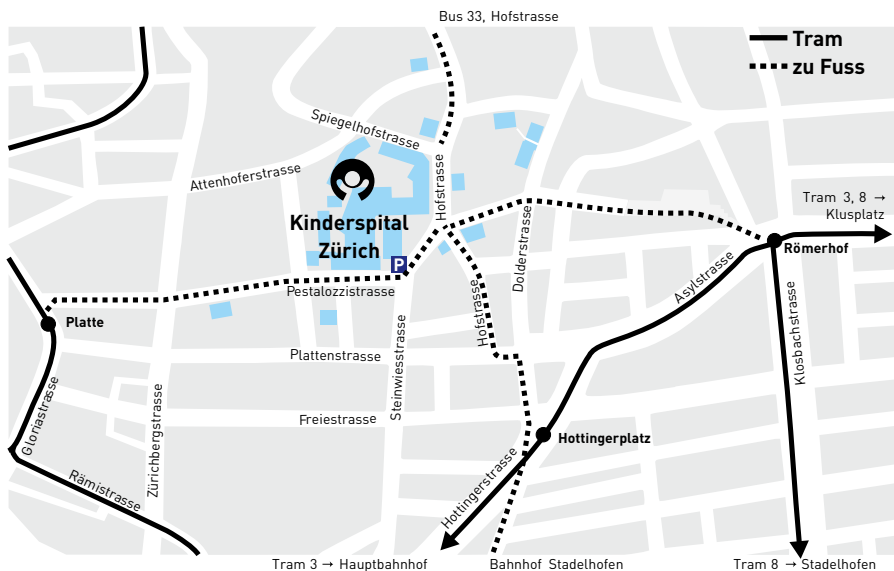 Bus 33, Hofstrasse
Tram
zu Fuss
Spiegelhofstrasse
Attenhoferstrasse
Hofstrasse
Tram 3, 8 →
Klusplatz
Kinderspital
Zürich
Dolderstrasse
Römerhof
P
Asylstrasse
Pestalozzistrasse
Hofstrasse
Platte
Klosbachstrasse
Plattenstrasse
Steinwiesstrasse
Gloriastrasse
Zürichbergstrasse
Freiestrasse
Hottingerplatz
Rämistrasse
Hottingerstrasse
Tram 3 → Hauptbahnhof
Bahnhof Stadelhofen
Tram 8 → Stadelhofen